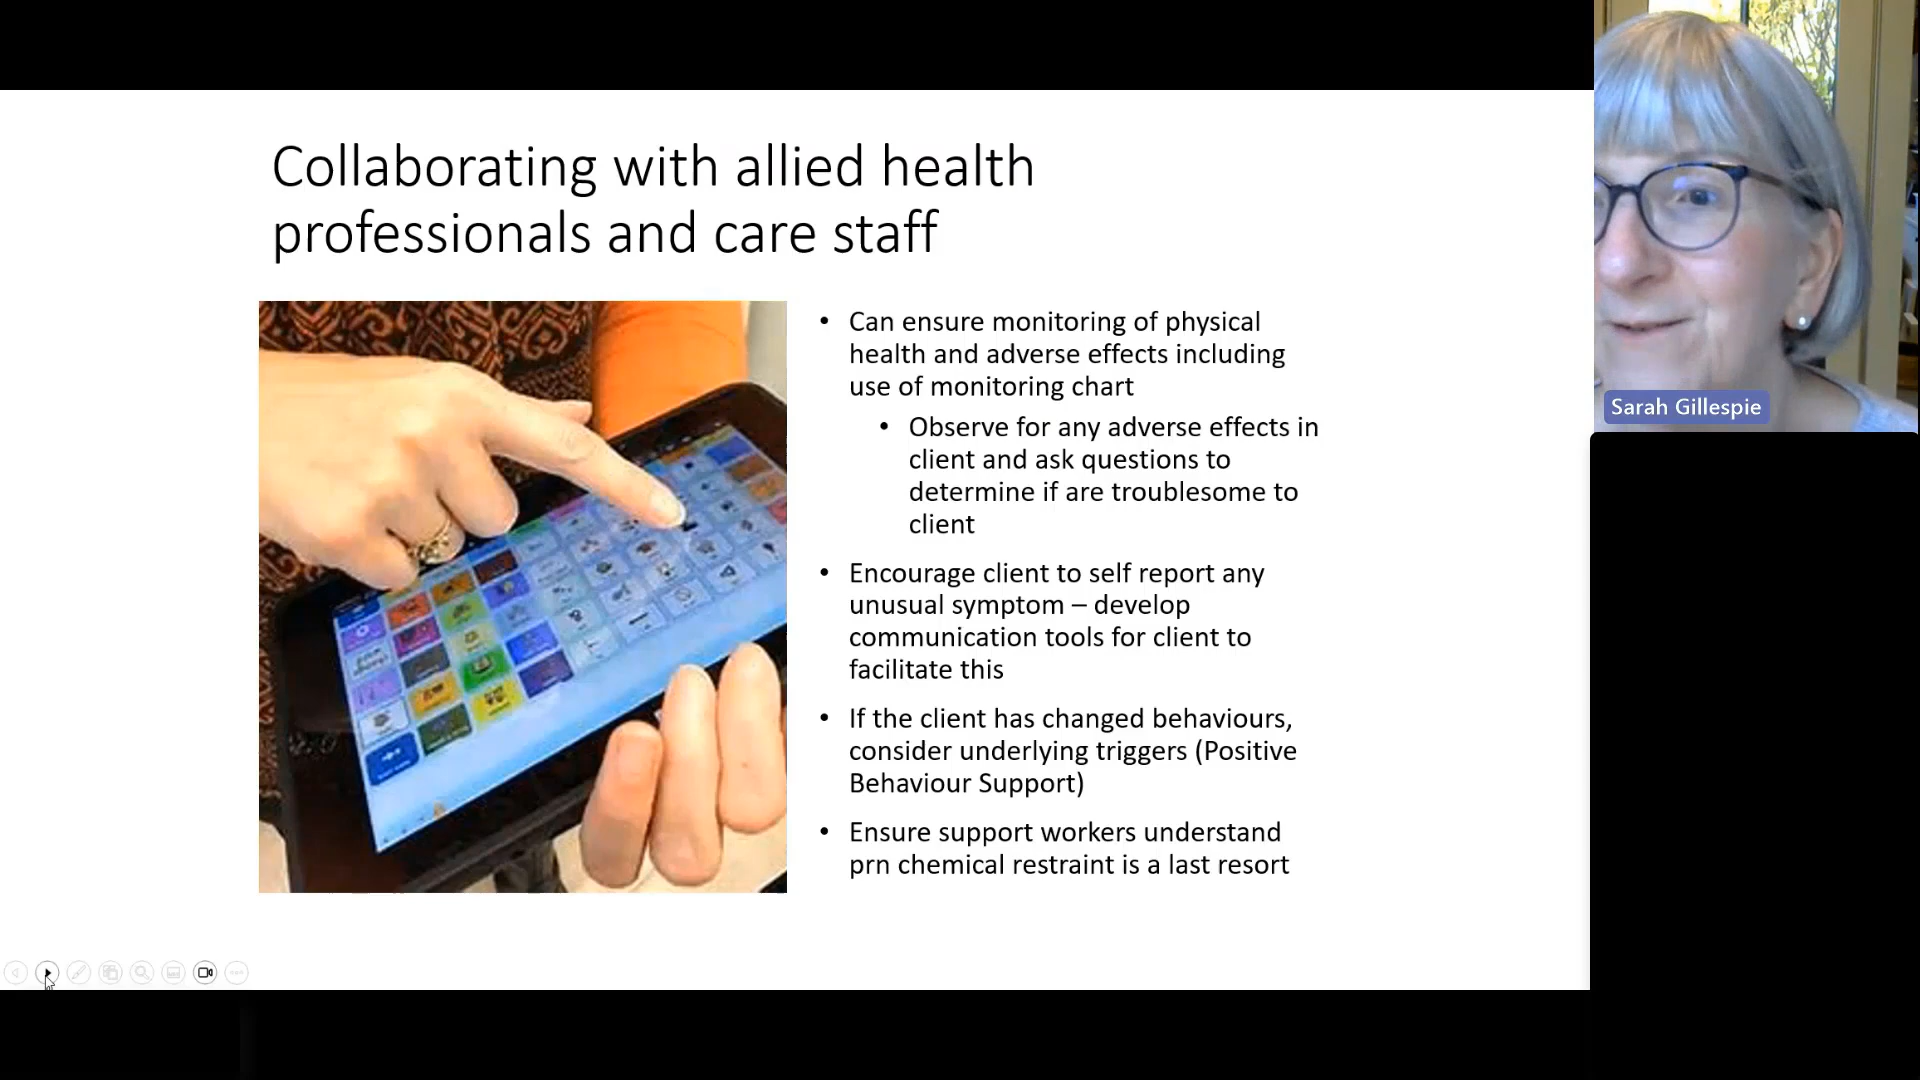 Collaborating with allied health
professionals and care staff
• Can ensure monitoring of physical
health and adverse effects including
use of monitoring chart
• Observe for any adverse effects in
client and ask questions to
determine if are troublesome to
client
• Encourage client to self report any
unusual symptom – develop
communication tools for client to
facilitate this
• If the client has changed behaviours,
consider underlying triggers (Positive
Behaviour Support)
• Ensure support workers understand
prn chemical restraint is a last resort
Sarah Gillespie